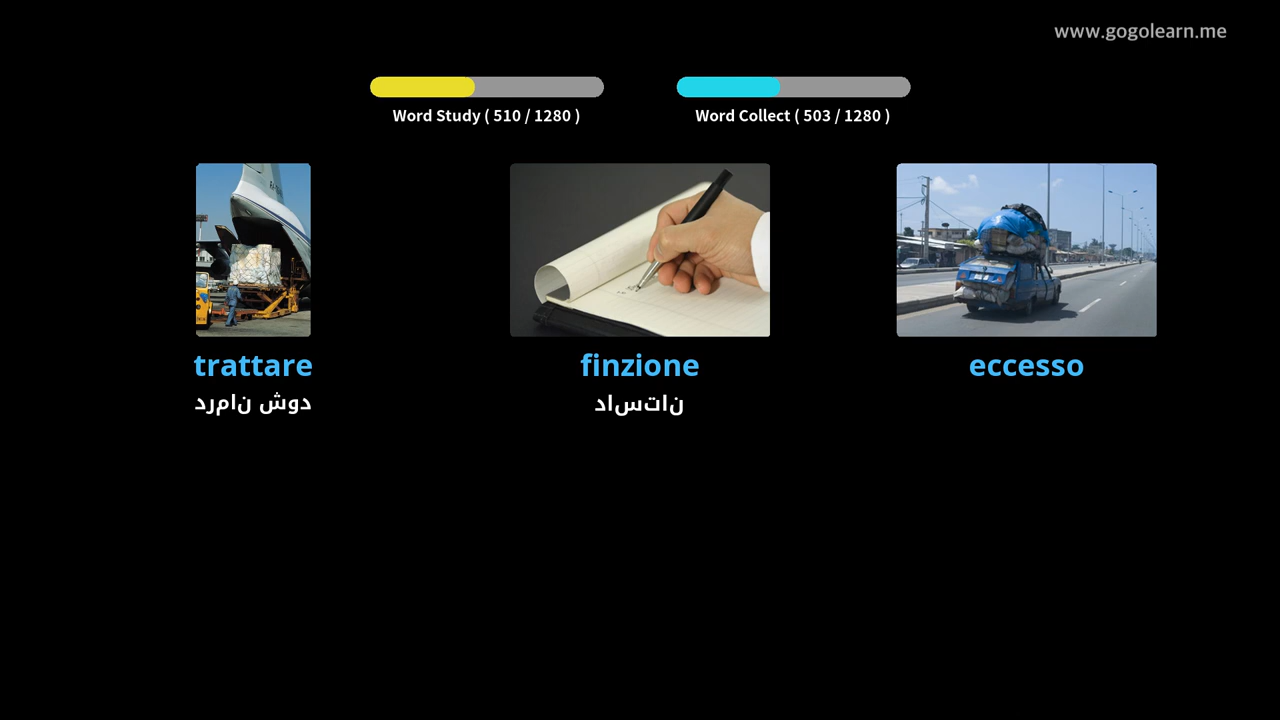 www.gogolearn.me
Word Study ( 510 / 1280 )
Word Collect ( 503 / 1280 )
trattare
finzione
eccesso
دوش نامرد
ناتساد